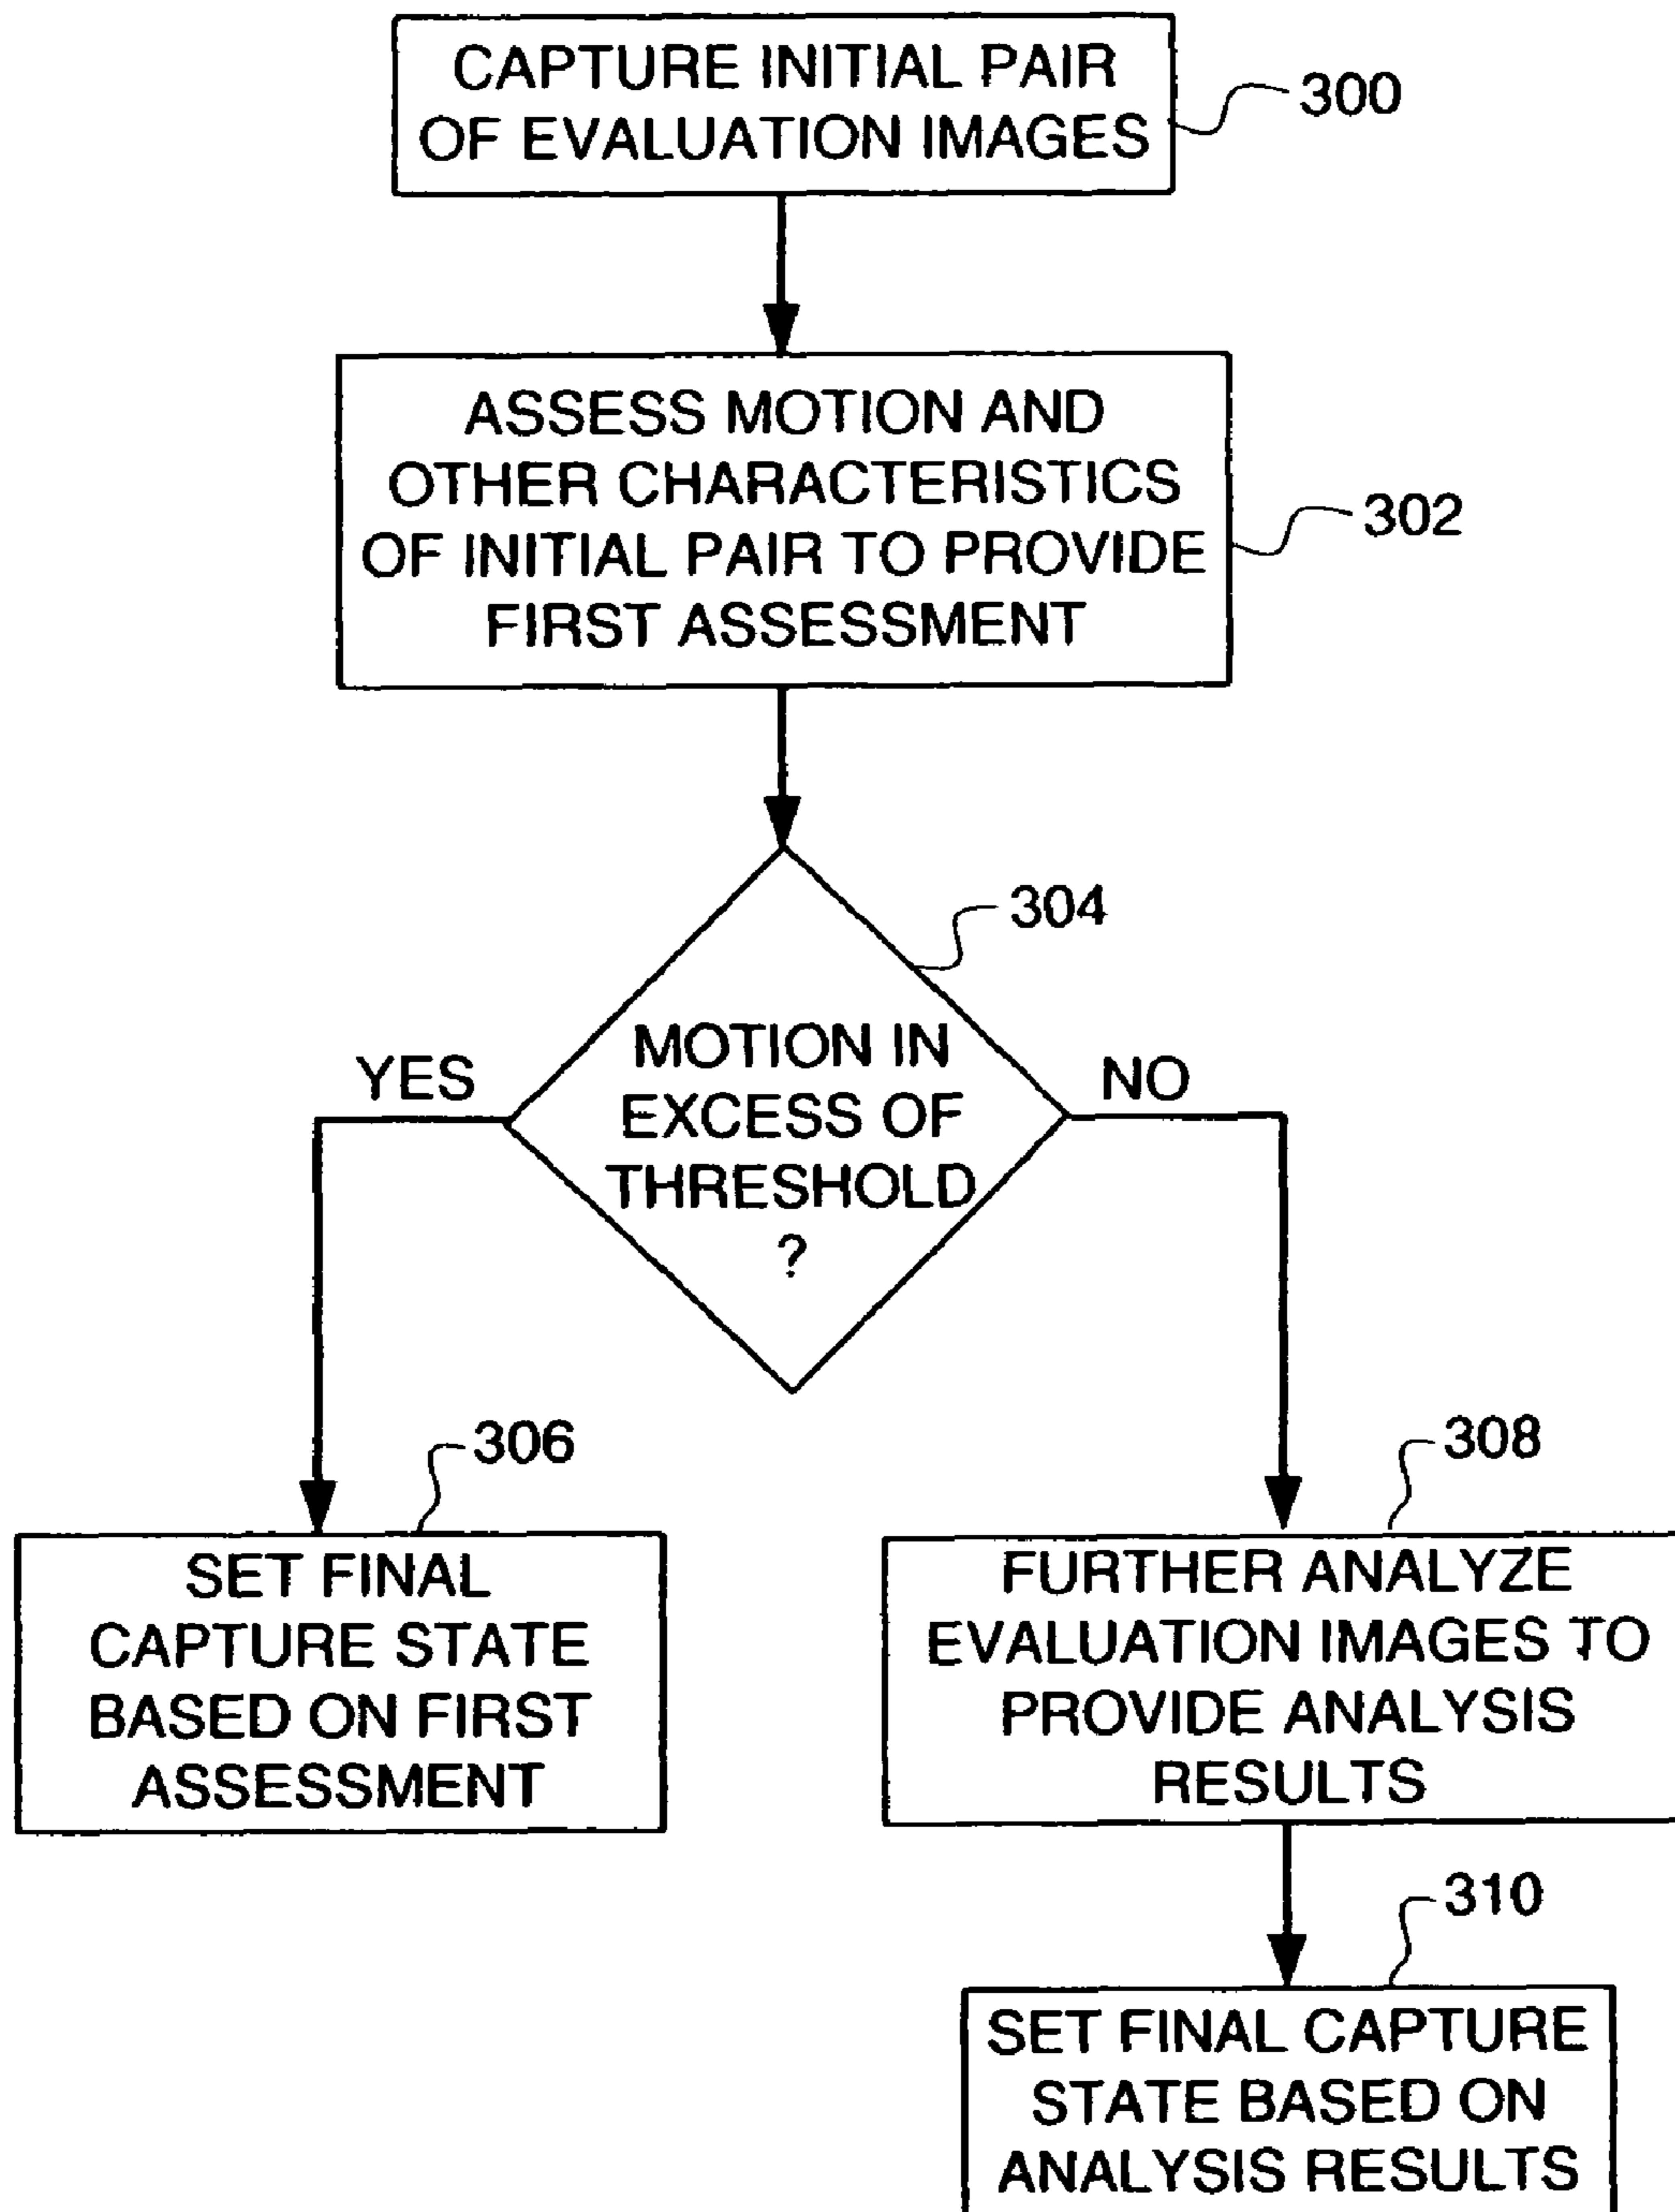 CAPTURE INITIAL PAIR
OF EVALUATION IMAGES
300
ASSESS MOTION AND
OTHER CHARACTERISTICS
OF INITIAL PAIR TO PROVIDE
FIRST ASSESSMENT
302
304
MOTION IN
EXCESS OF
THRESHOLD
?
YES
NO
306
SET FINAL
CAPTURE STATE
BASED ON FIRST
ASSESSMENT
308
FURTHER ANALYZE
EVALUATION IMAGES TO
PROVIDE ANALYSIS
RESULTS
310
SET FINAL CAPTURE
STATE BASED ON
ANALYSIS RESULTS